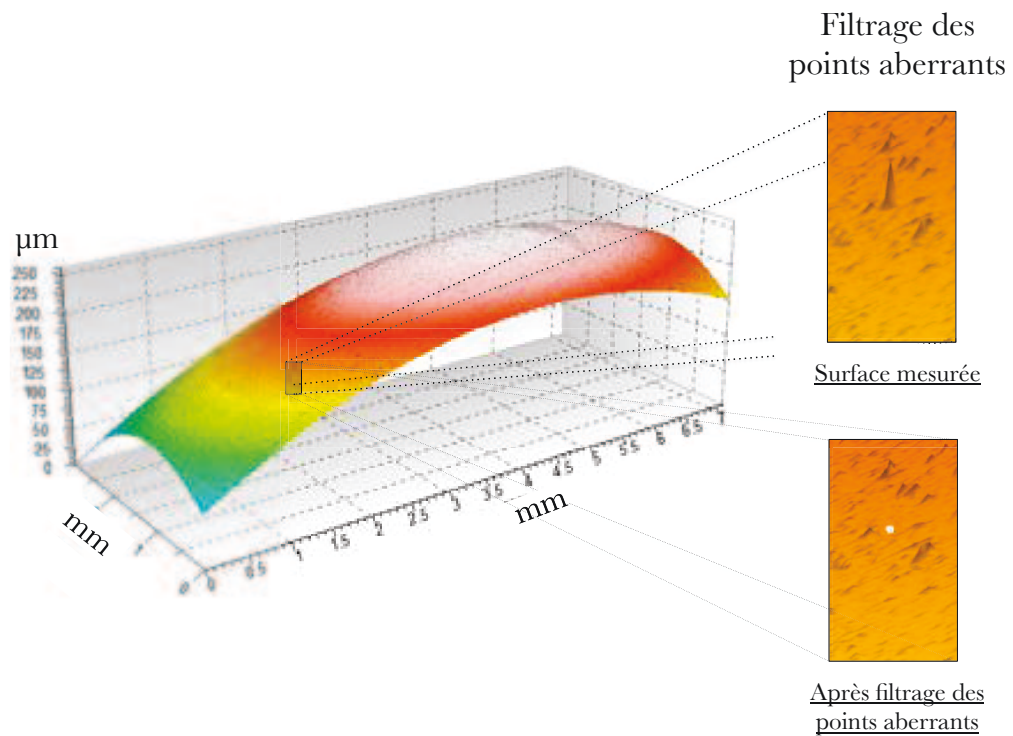 Filtrage des
points aberrants
µm
250
225
200
175
150
125
100
75
50
25
0
Surface mesurée
mm
0
1
0 0.5 1 1.5 2 2.5 3 3.5 4 4.5 5 5.5 6 6.5 7
mm
Après filtrage des
points aberrants